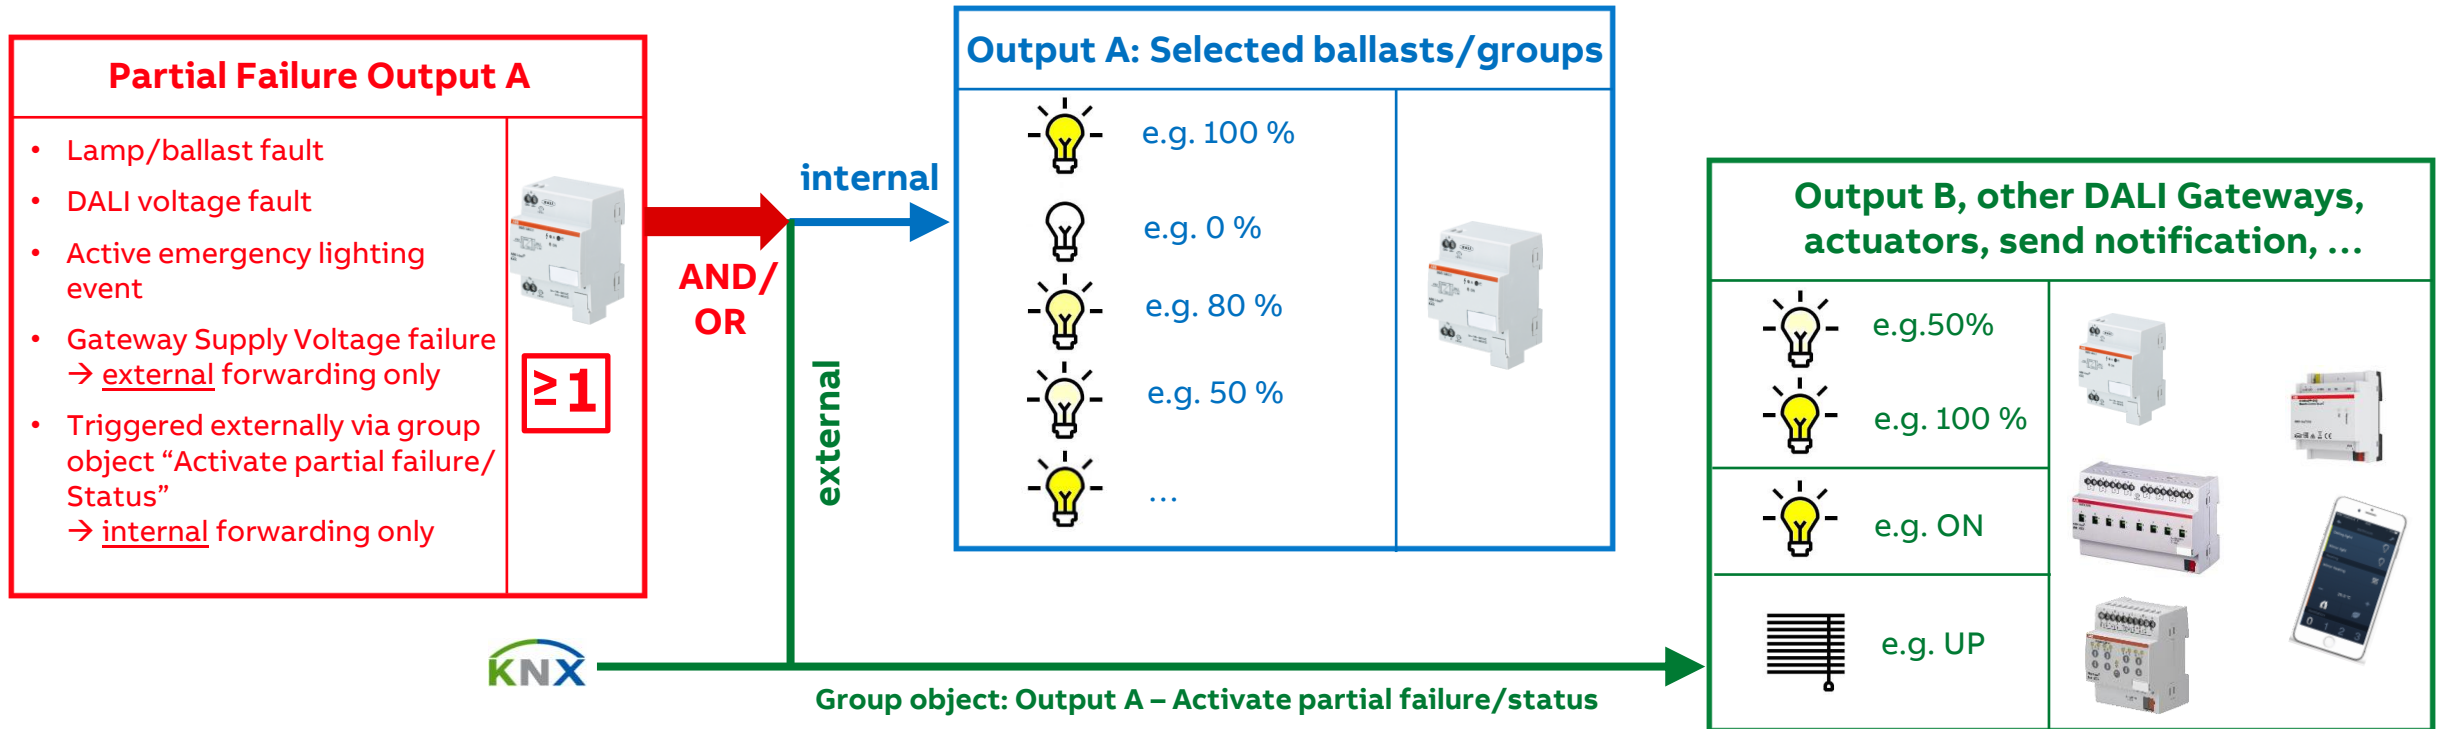 Partial Failure Output A
• Lamp/ballast fault
• DALI voltage fault
• Active emergency lighting
event
• Gateway Supply Voltage failure
→ external forwarding only
• Triggered externally via group
object “Activate partial failure/
Status”
→ internal forwarding only
≥1
AND/
OR
internal
external
Output A: Selected ballasts/groups
e.g. 100 %
e.g. 0 %
e.g. 80 %
e.g. 50 %
...
Output B, other DALI Gateways,
actuators, send notification, ...
e.g.50%
e.g. 100 %
e.g. ON
e.g. UP
KNX
Group object: Output A – Activate partial failure/status